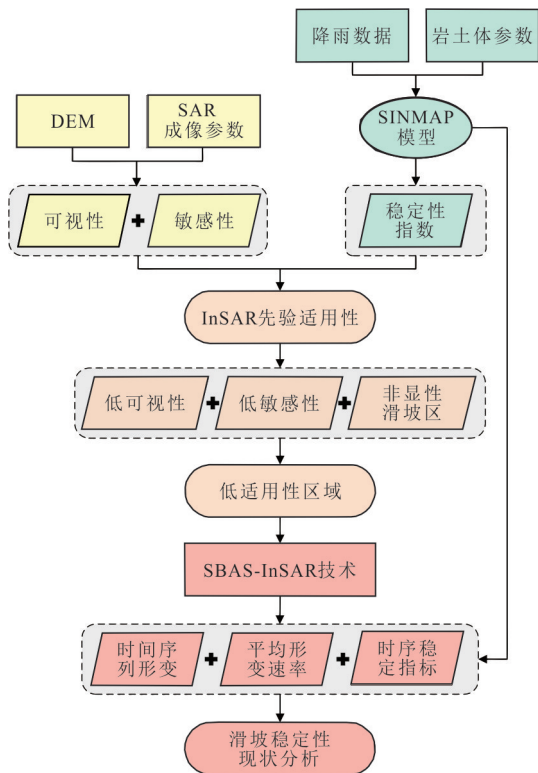 降雨数据
岩土体参数
DEM
SAR
成像参数
SINMAP
模型
可视性
敏感性
稳定性
指数
InSAR先验适用性
低可视性
低敏感性
非显性
滑坡区
低适用性区域
SBAS-InSAR技术
时间序
列形变
平均形
变速率
时序稳
定指标
滑坡稳定性
现状分析